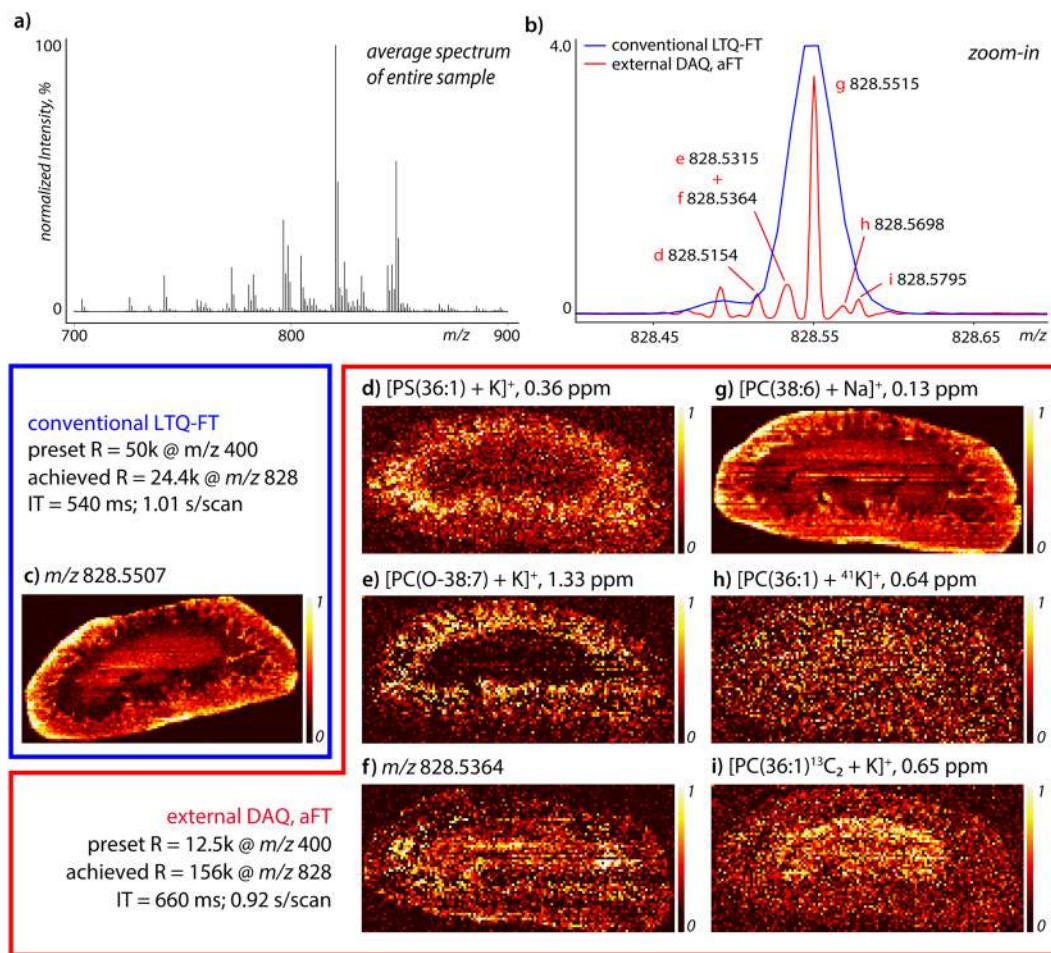 a)
average spectrum
of entire sample
100
normalized Intensity, %
0
700
800
m/z
900
b)
4.0
conventional LTQ-FT
external DAQ, aFT
zoom-in
g 828.5515
e 828.5315
+
f 828.5364
h 828.5698
d 828.5154
i 828.5795
0
828.45
828.55
828.65
m/z
conventional LTQ-FT
preset R = 50k @ m/z 400
achieved R = 24.4k @ m/z 828
IT = 540 ms; 1.01 s/scan
c) m/z 828.5507
1
0
external DAQ, aFT
preset R = 12.5k @ m/z 400
achieved R = 156k @ m/z 828
IT = 660 ms; 0.92 s/scan
d) [PS(36:1) + K]⁺, 0.36 ppm
1
0
g) [PC(38:6) + Na]⁺, 0.13 ppm
1
0
e) [PC(O-38:7) + K]⁺, 1.33 ppm
1
0
h) [PC(36:1) + ⁴¹K]⁺, 0.64 ppm
1
0
f) m/z 828.5364
1
0
i) [PC(36:1)¹³C₂ + K]⁺, 0.65 ppm
1
0